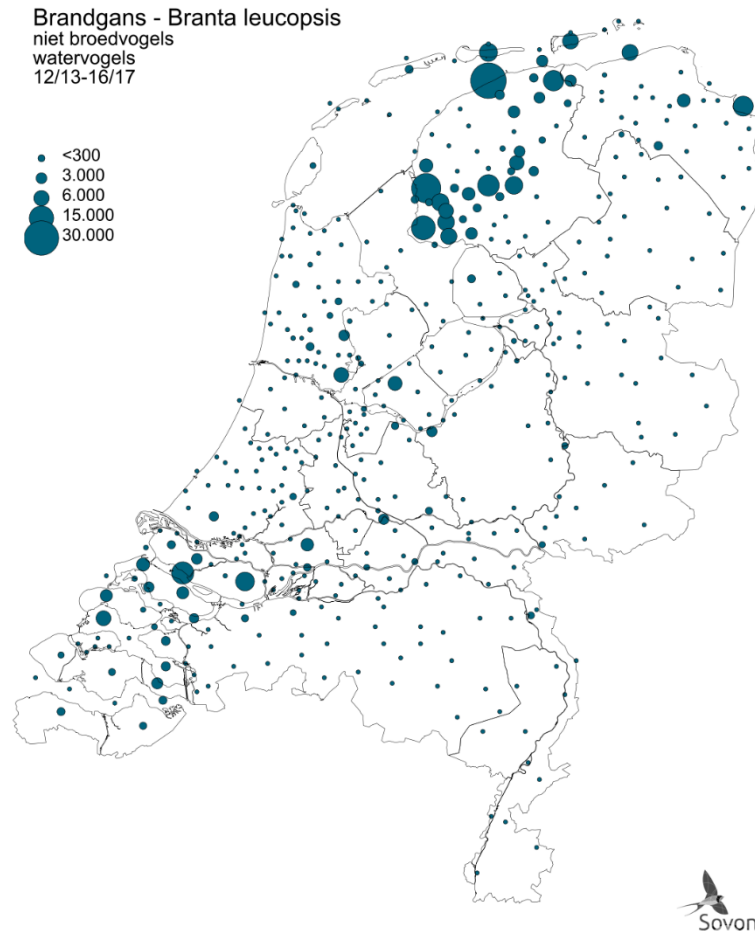 Brandgans - Branta leucopsis
niet broedvogels
watervogels
12/13-16/17
<300
3.000
6.000
15.000
30.000
Sovon